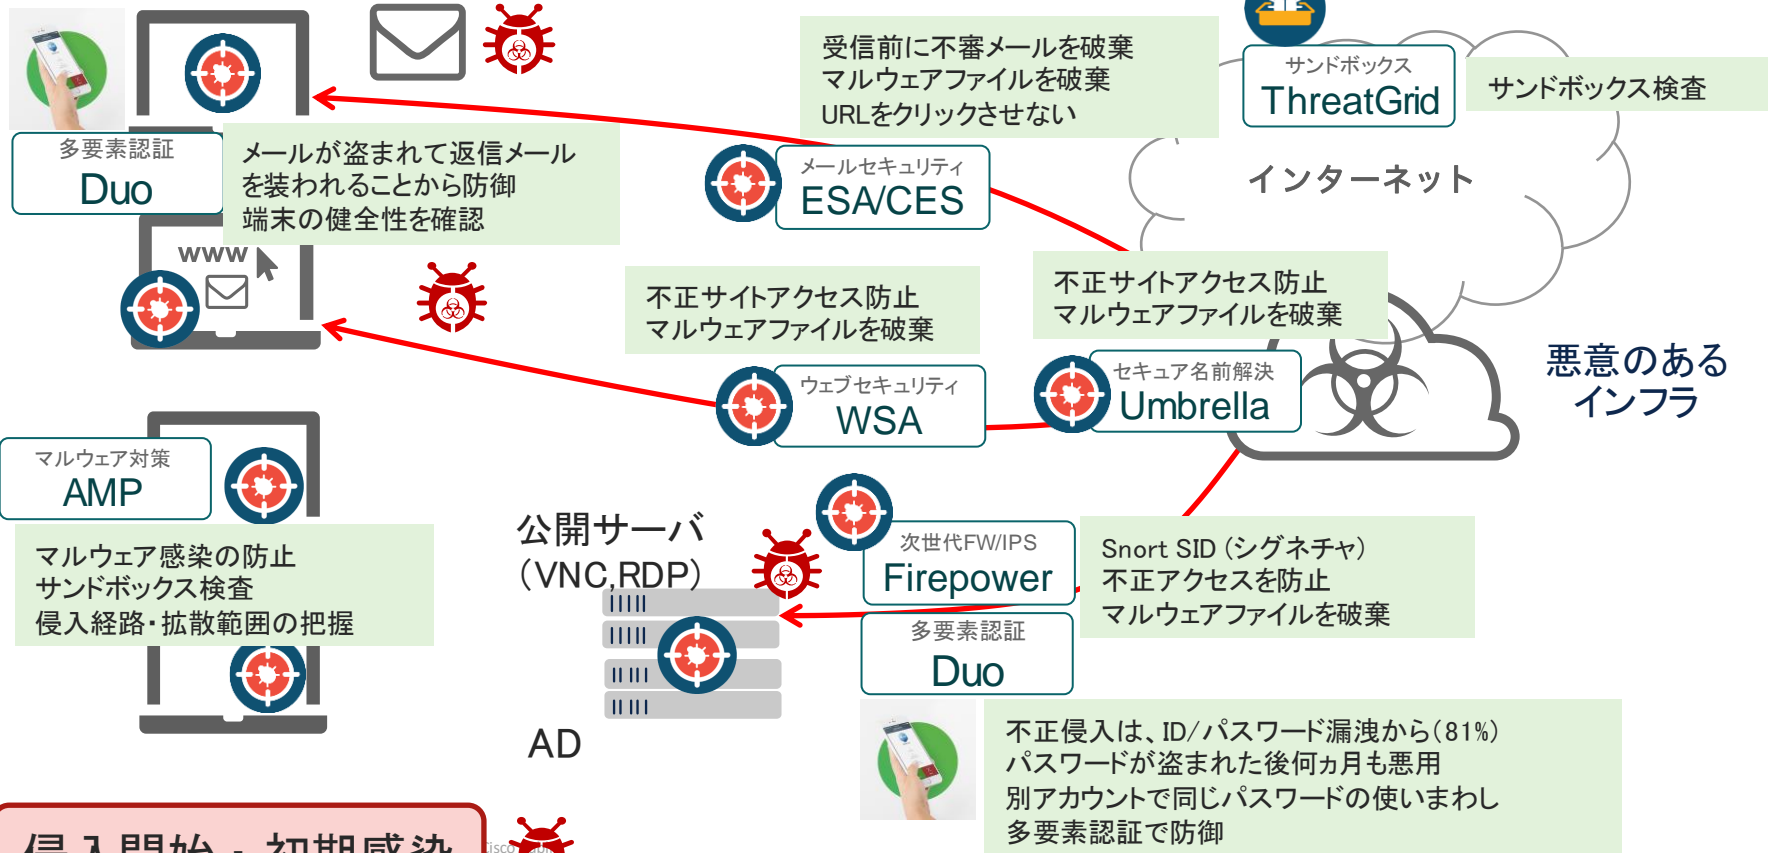 受信前に不審メールを破棄
マルウェアファイルを破棄
URLをクリックさせない
サンドボックス
ThreatGrid
サンドボックス検査
多要素認証
Duo
メールが盗まれて返信メール
を装われることから防御
端末の健全性を確認
メールセキュリティ
ESA/CES
インターネット
www
不正サイトアクセス防止
マルウェアファイルを破棄
不正サイトアクセス防止
マルウェアファイルを破棄
ウェブセキュリティ
WSA
セキュア名前解決
Umbrella
悪意のある
インフラ
マルウェア対策
AMP
マルウェア感染の防止
サンドボックス検査
侵入経路・拡散範囲の把握
公開サーバ
（VNC,RDP）
次世代FW/IPS
Firepower
Snort SID (シグネチャ)
不正アクセスを防止
マルウェアファイルを破棄
多要素認証
Duo
AD
不正侵入は、ID/パスワード漏洩から（81%）
パスワードが盗まれた後何ヵ月も悪用
別アカウントで同じパスワードの使いまわし
多要素認証で防御
侵入開始・初期感染